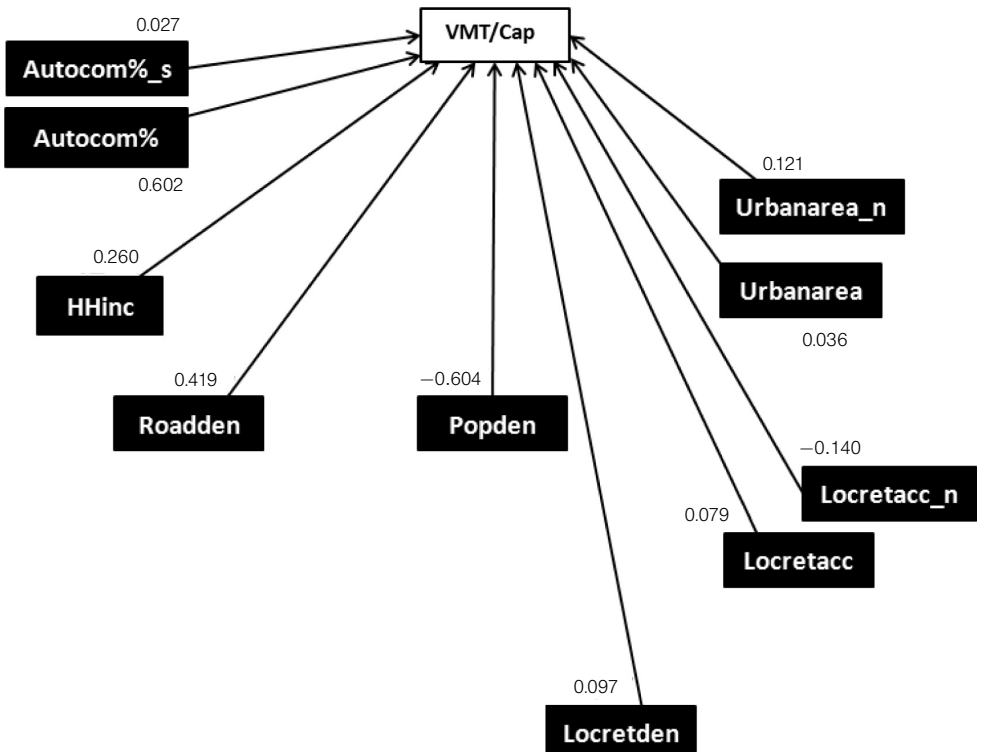 0.027
VMT/Cap
Autocom%_s
Autocom%
0.602
0.121
Urbanarea_n
0.260
HHinc
Urbanarea
0.036
0.419
Roadden
−0.604
Popden
−0.140
Locretacc_n
0.079
Locretacc
0.097
Locretden